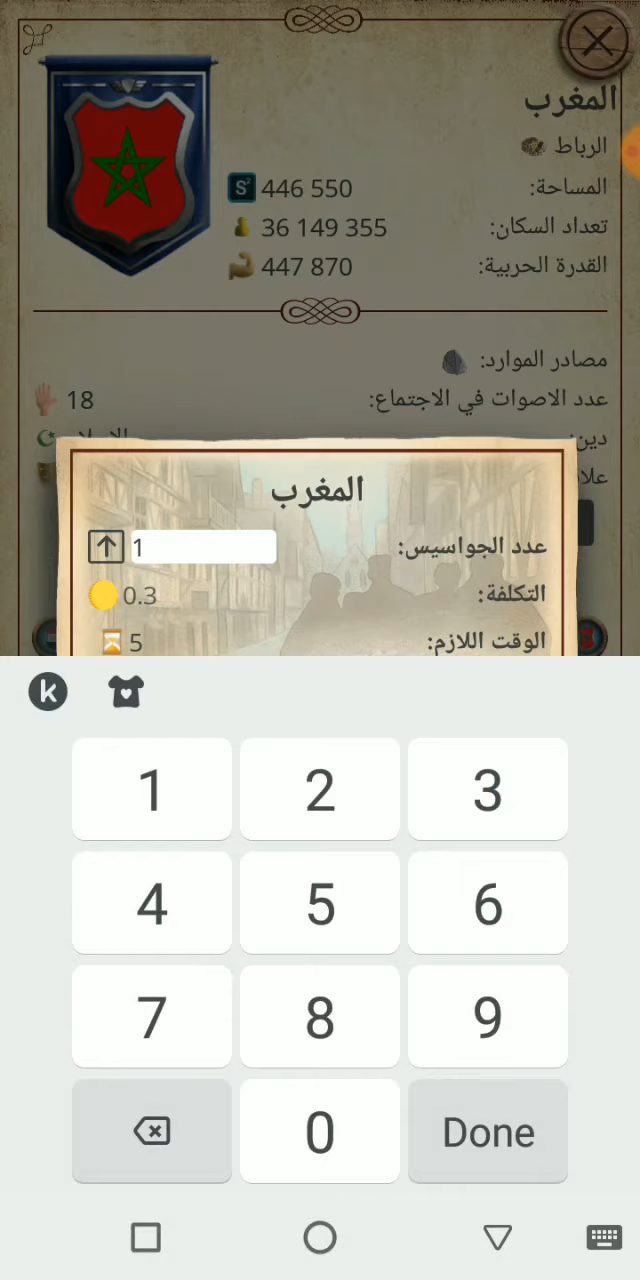 المغرب
الرباط
المساحة: 446 550
تعداد السكان: 36 149 355
القدرة الحربية: 447 870
مصادر الموارد:
عدد الاصوات في الاجتماع: 18
دين:
المغرب
عدد الجواسيس: 1
التكلفة: 0.3
الوقت اللازم: 5
1 2 3
4 5 6
7 8 9
0 Done